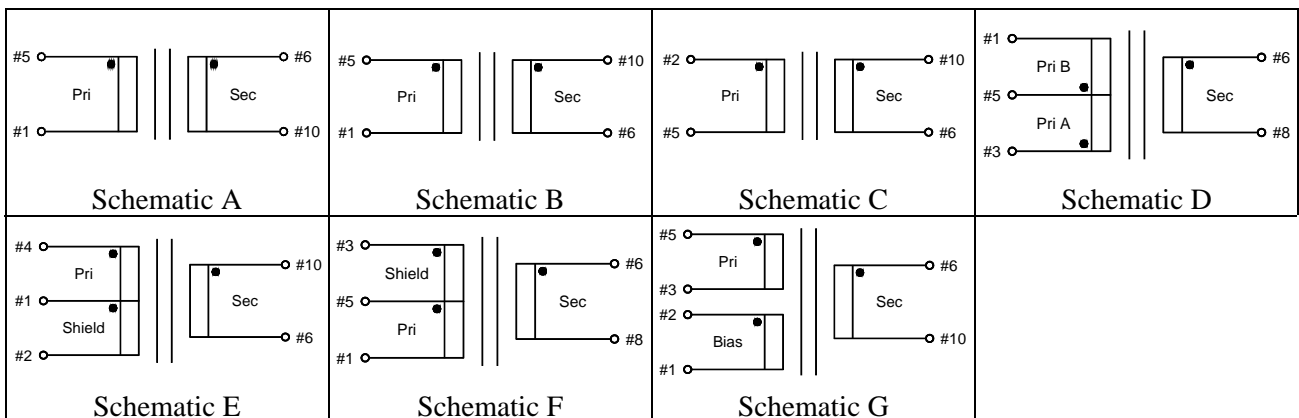 #5
Pri
#1
#6
Sec
#10
Schematic A
#5
Pri
#1
#10
Sec
#6
Schematic B
#2
Pri
#5
#10
Sec
#6
Schematic C
#1
Pri B
#5
Pri A
#3
#6
Sec
#8
Schematic D
#4
Pri
#1
Shield
#2
#10
Sec
#6
Schematic E
#3
Shield
#5
Pri
#1
#6
Sec
#8
Schematic F
#5
Pri
#3
#2
Bias
#1
#6
Sec
#10
Schematic G